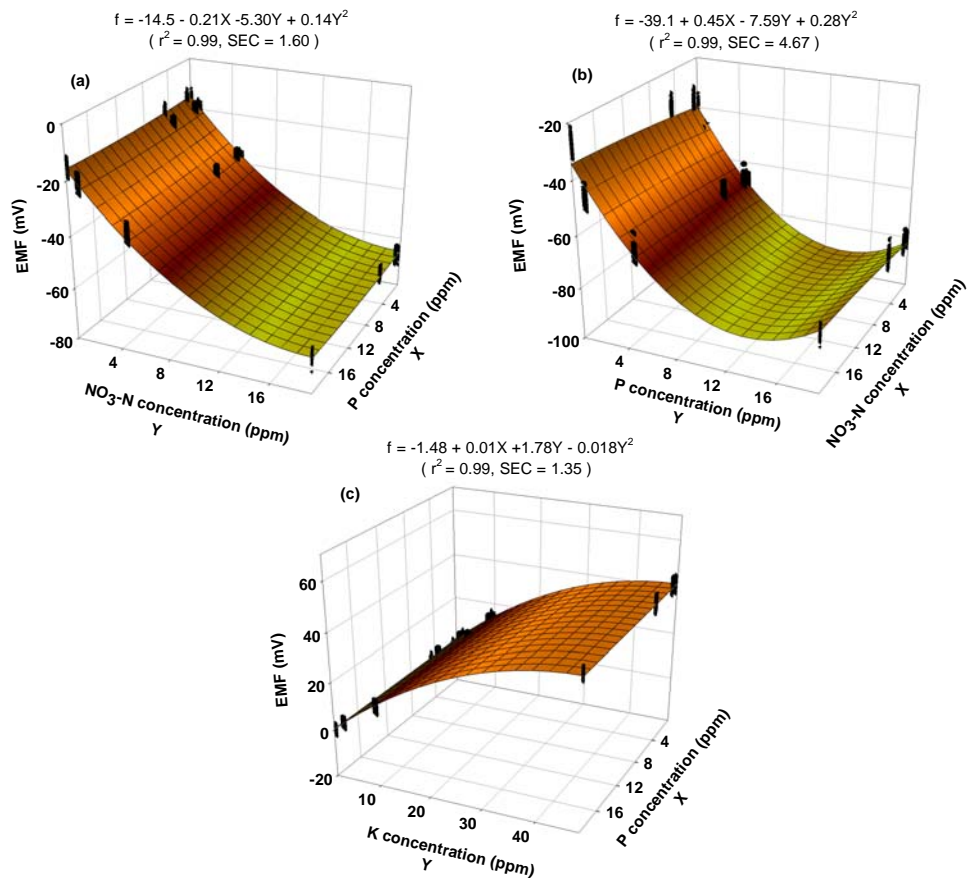 f = -14.5 - 0.21X -5.30Y + 0.14Y²
( r² = 0.99, SEC = 1.60 )
(a)
EMF (mV)
0
-20
-40
-60
-80
4
8
12
16
NO₃-N concentration (ppm)
Y
4
8
12
16
P concentration (ppm)
X
f = -39.1 + 0.45X - 7.59Y + 0.28Y²
( r² = 0.99, SEC = 4.67 )
(b)
EMF (mV)
-20
-40
-60
-80
-100
4
8
12
16
P concentration (ppm)
Y
4
8
12
16
NO₃-N concentration (ppm)
X
f = -1.48 + 0.01X +1.78Y - 0.018Y²
( r² = 0.99, SEC = 1.35 )
(c)
EMF (mV)
60
40
20
0
-20
10
20
30
40
K concentration (ppm)
Y
4
8
12
16
P concentration (ppm)
X